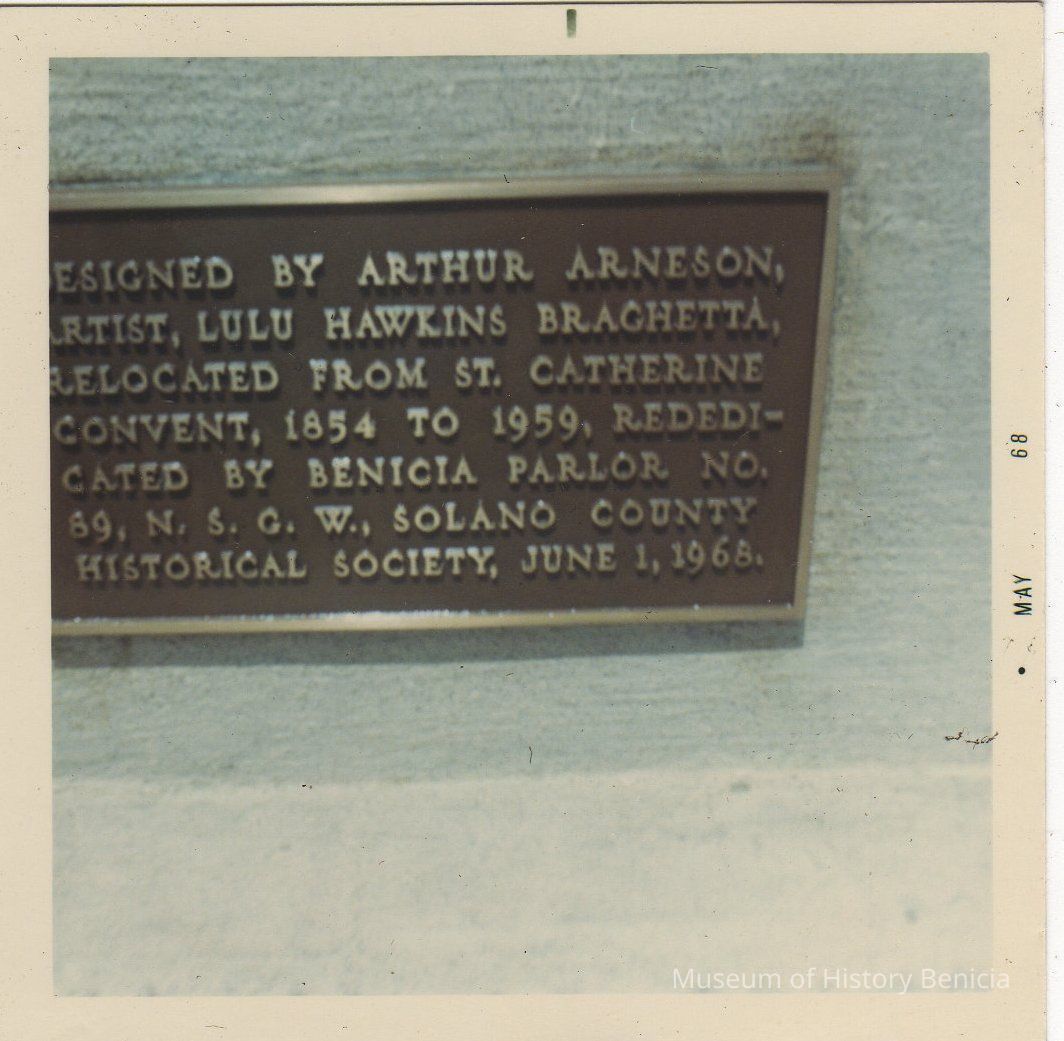 DESIGNED BY ARTHUR ARNESON,
ARTIST, LULU HAWKINS BRAGHETTA,
RELOCATED FROM ST. CATHERINE
CONVENT, 1854 TO 1959, REDEDI-
CATED BY BENICIA PARLOR NO.
89, N. S. G. W., SOLANO COUNTY
HISTORICAL SOCIETY, JUNE 1, 1968.
MAY 68
Museum of History Benicia